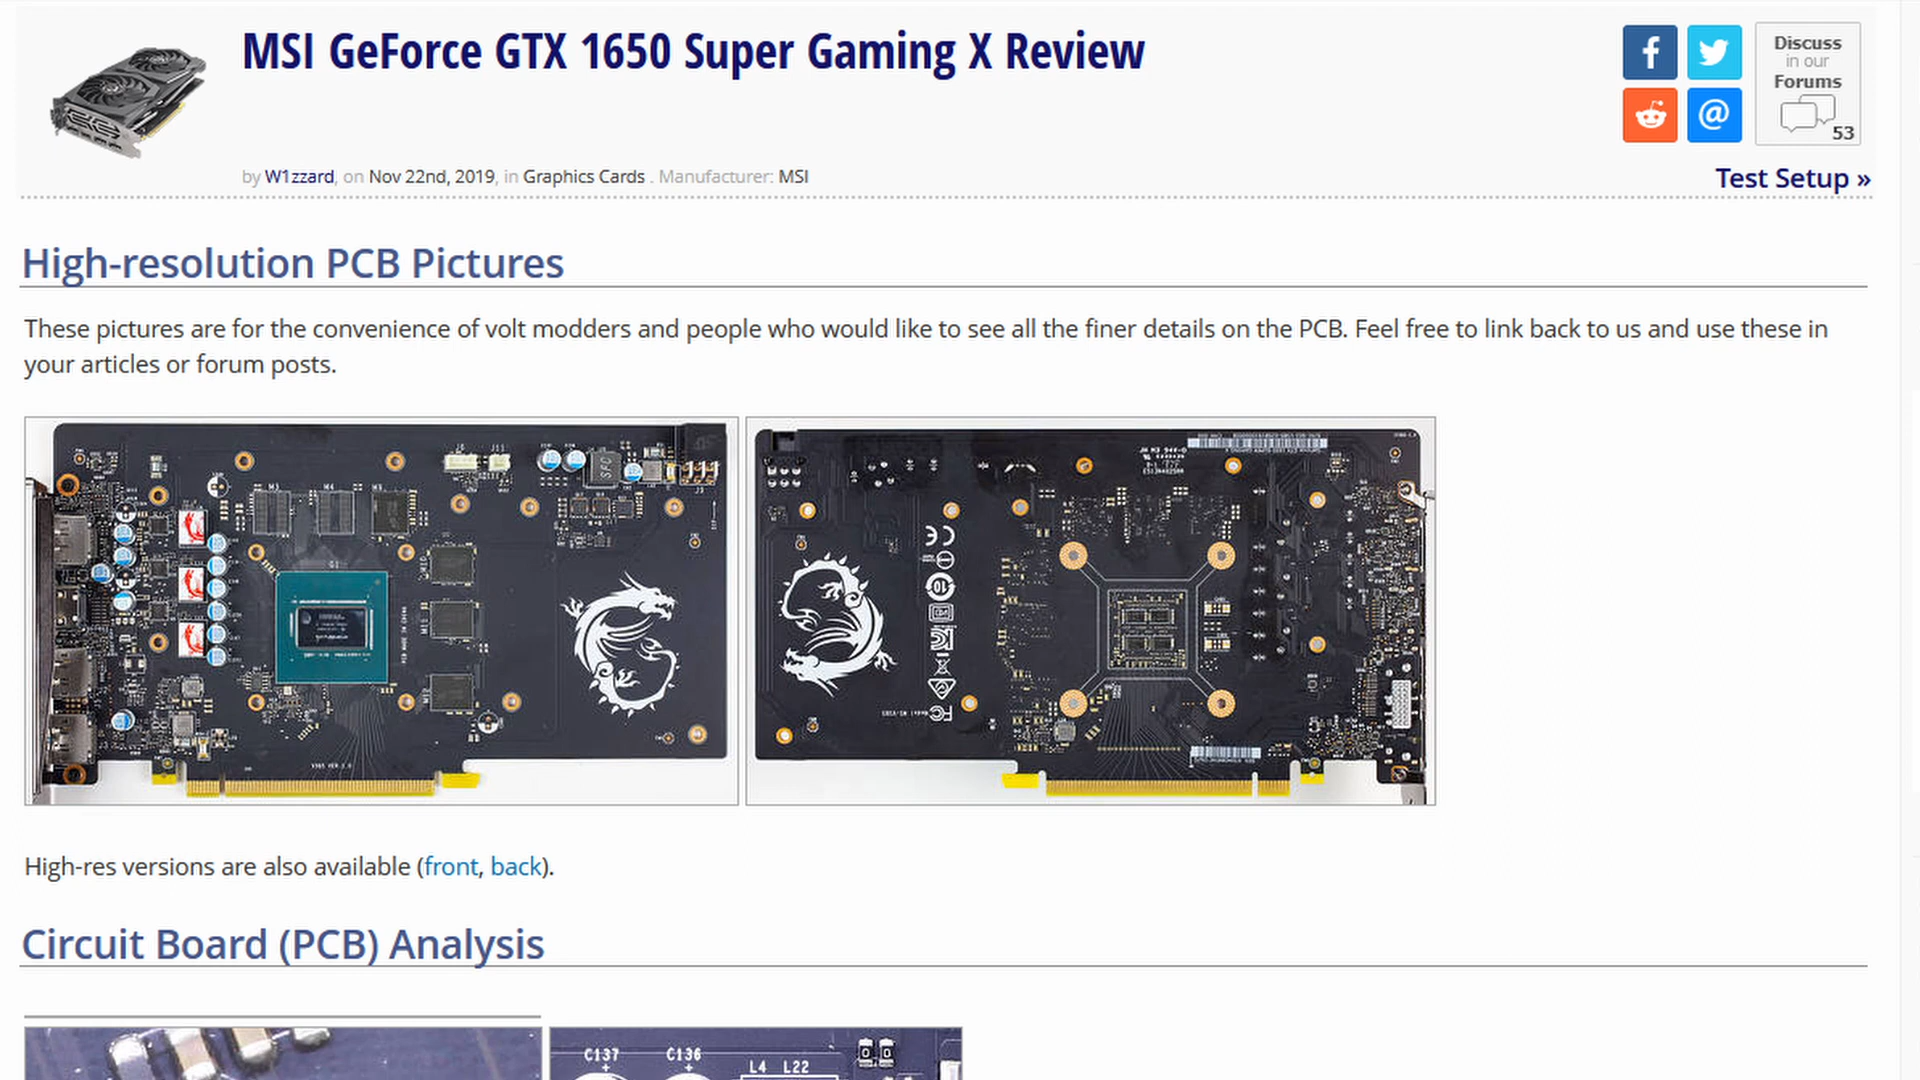 MSI GeForce GTX 1650 Super Gaming X Review
Discuss
in our
Forums
53
by W1zzard, on Nov 22nd, 2019, in Graphics Cards . Manufacturer: MSI
Test Setup »
High-resolution PCB Pictures
These pictures are for the convenience of volt modders and people who would like to see all the finer details on the PCB. Feel free to link back to us and use these in
your articles or forum posts.
High-res versions are also available (front, back).
Circuit Board (PCB) Analysis
C137 C136
L4 L22